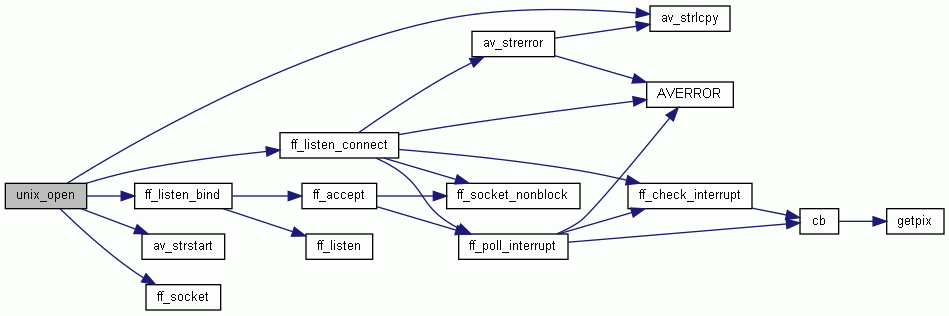 av_strlcpy
av_strerror
AVERROR
ff_listen_connect
unix_open
ff_listen_bind
ff_accept
ff_socket_nonblock
ff_check_interrupt
cb
getpix
av_strstart
ff_listen
ff_poll_interrupt
ff_socket